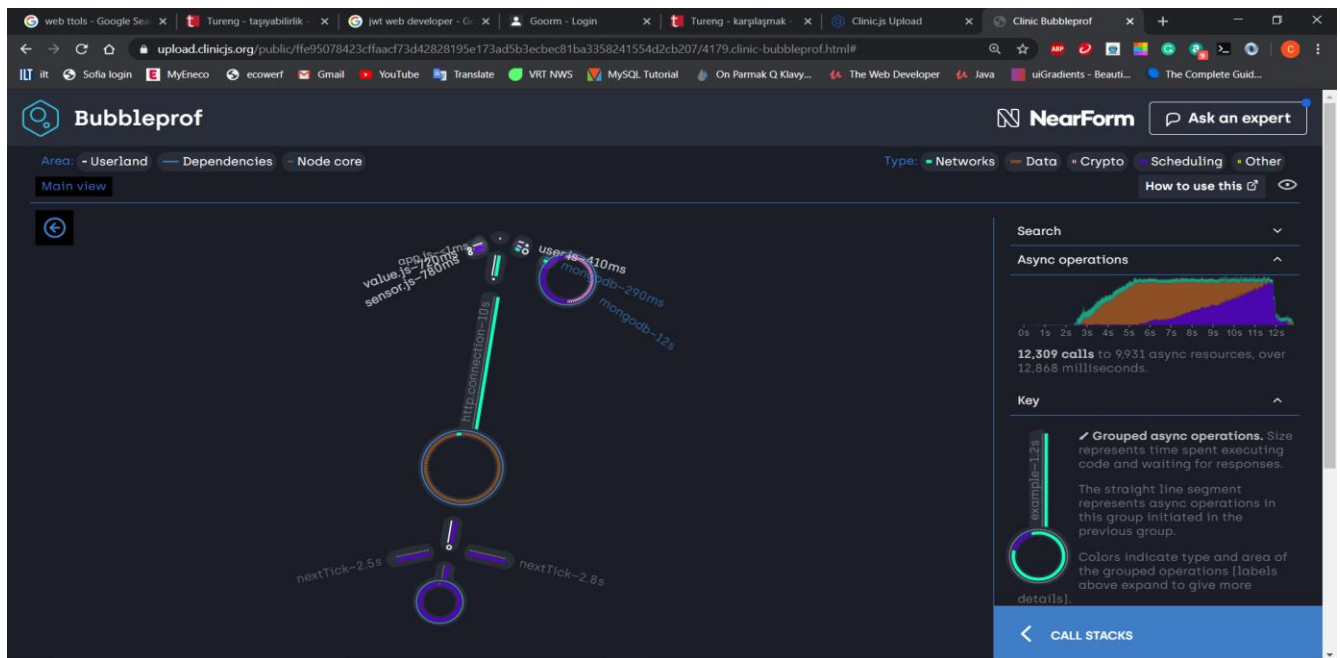 web ttols - Google Sear
Tureng - taşıyabilirlik -
jwt web developer - Go
Goorm - Login
Tureng - karşılaşmak -
Clinic.js Upload
Clinic Bubbleprof
upload.clinicjs.org/public/ffe95078423cffaacf73d42828195e173ad5b3ecbec81ba3358241554d2cb207/4179.clinic-bubbleprof.html#
ilt
Sofia login
MyEneco
ecowerf
Gmail
YouTube
Translate
VRT NWS
MySQL Tutorial
On Parmak Q Klavy...
The Web Developer
Java
uiGradients - Beauti...
The Complete Guid...
Bubbleprof
NearForm
Ask an expert
Area: Userland Dependencies Node core
Type: Networks Data Crypto Scheduling Other
Main view
How to use this
app.js-<1ms
value.js-720ms
sensor.js-780ms
user.js-410ms
mongodb-290ms
mongodb-12s
http.connection-10s
nextTick-2.5s
nextTick-2.8s
Search
Async operations
0s 1s 2s 3s 4s 5s 6s 7s 8s 9s 10s 11s 12s
12,309 calls to 9,931 async resources, over
12,868 milliseconds.
Key
example-1.2s
Grouped async operations. Size
represents time spent executing
code and waiting for responses.
The straight line segment
represents async operations in
this group initiated in the
previous group.
Colors indicate type and area of
the grouped operations (labels
above expand to give more
details).
CALL STACKS